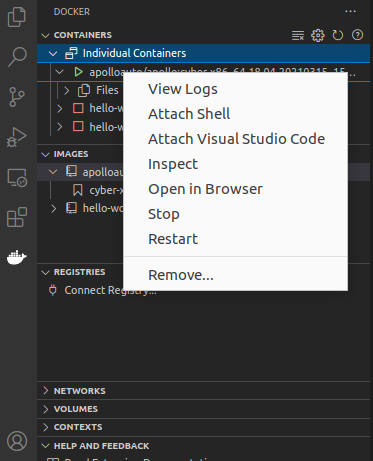 DOCKER
CONTAINERS
Individual Containers
apolloauto/apollo:cyber-x86_64-18.04-20210315_15...
Files
hello-w
hello-w
View Logs
Attach Shell
Attach Visual Studio Code
Inspect
Open in Browser
Stop
Restart
Remove...
IMAGES
apolloau
cyber-x
hello-wo
REGISTRIES
Connect Registry...
NETWORKS
VOLUMES
CONTEXTS
HELP AND FEEDBACK